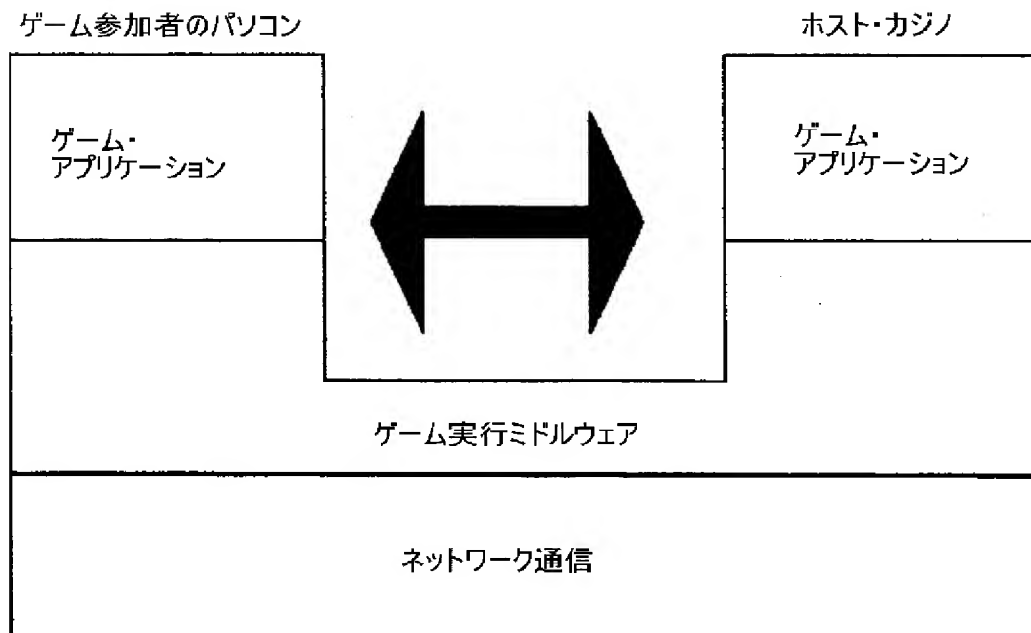 ゲーム参加者のパソコン
ホスト・カジノ
ゲーム・
アプリケーション
ゲーム・
アプリケーション
ゲーム実行ミドルウェア
ネットワーク通信